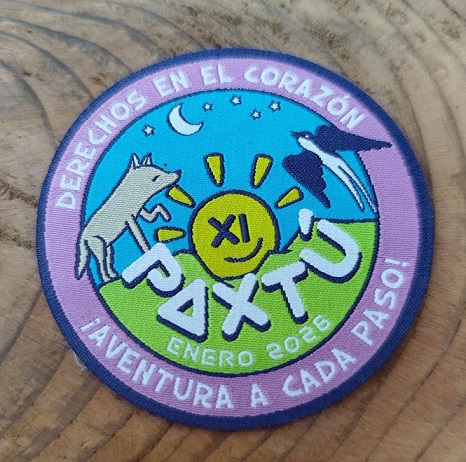 DERECHOS EN EL CORAZÓN
XI
PAXTÚ
ENERO 2026
¡AVENTURA A CADA PASO!